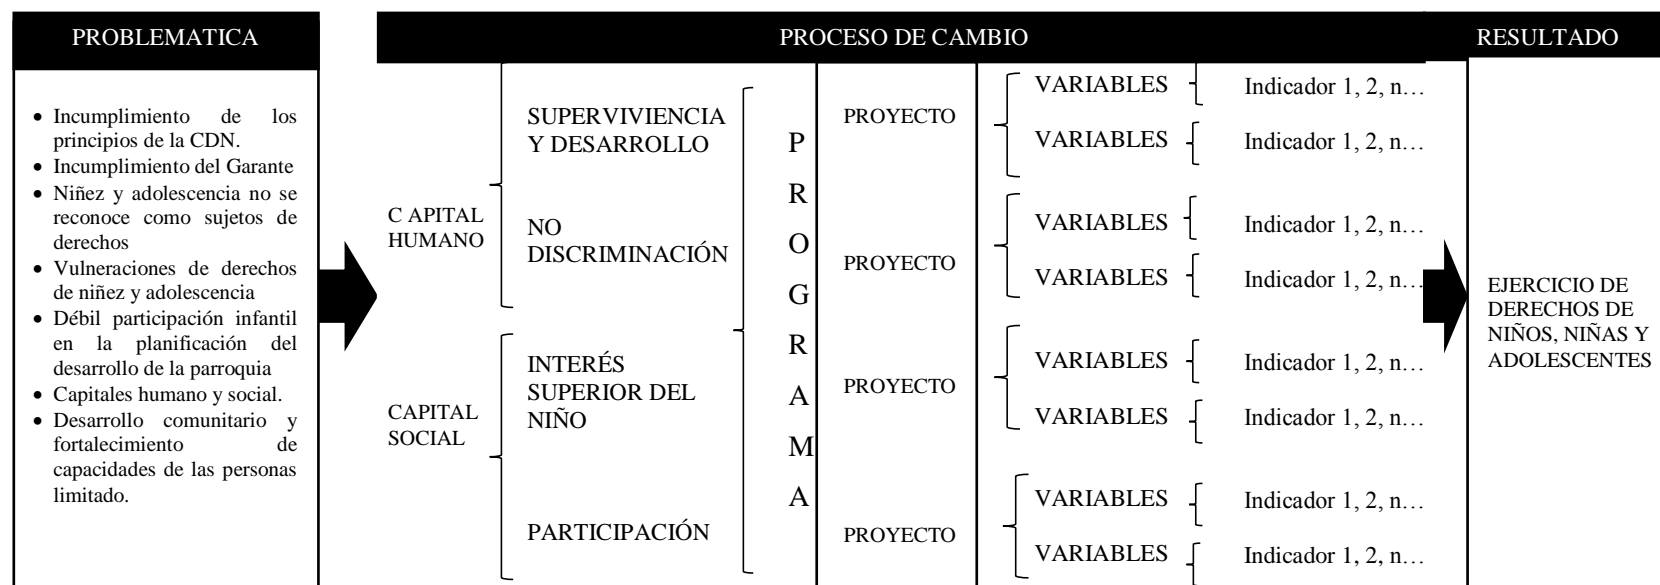 PROBLEMATICA
• Incumplimiento de los
principios de la CDN.
• Incumplimiento del Garante
• Niñez y adolescencia no se
reconoce como sujetos de
derechos
• Vulneraciones de derechos
de niñez y adolescencia
• Débil participación infantil
en la planificación del
desarrollo de la parroquia
• Capitales humano y social.
• Desarrollo comunitario y
fortalecimiento de
capacidades de las personas
limitado.
PROCESO DE CAMBIO
C APITAL
HUMANO
CAPITAL
SOCIAL
SUPERVIVIENCIA
Y DESARROLLO
NO
DISCRIMINACIÓN
INTERÉS
SUPERIOR DEL
NIÑO
PARTICIPACIÓN
P
R
O
G
R
A
M
A
PROYECTO
VARIABLES
Indicador 1, 2, n…
VARIABLES
Indicador 1, 2, n…
PROYECTO
VARIABLES
Indicador 1, 2, n…
VARIABLES
Indicador 1, 2, n…
PROYECTO
VARIABLES
Indicador 1, 2, n…
VARIABLES
Indicador 1, 2, n…
PROYECTO
VARIABLES
Indicador 1, 2, n…
VARIABLES
Indicador 1, 2, n…
RESULTADO
EJERCICIO DE
DERECHOS DE
NIÑOS, NIÑAS Y
ADOLESCENTES